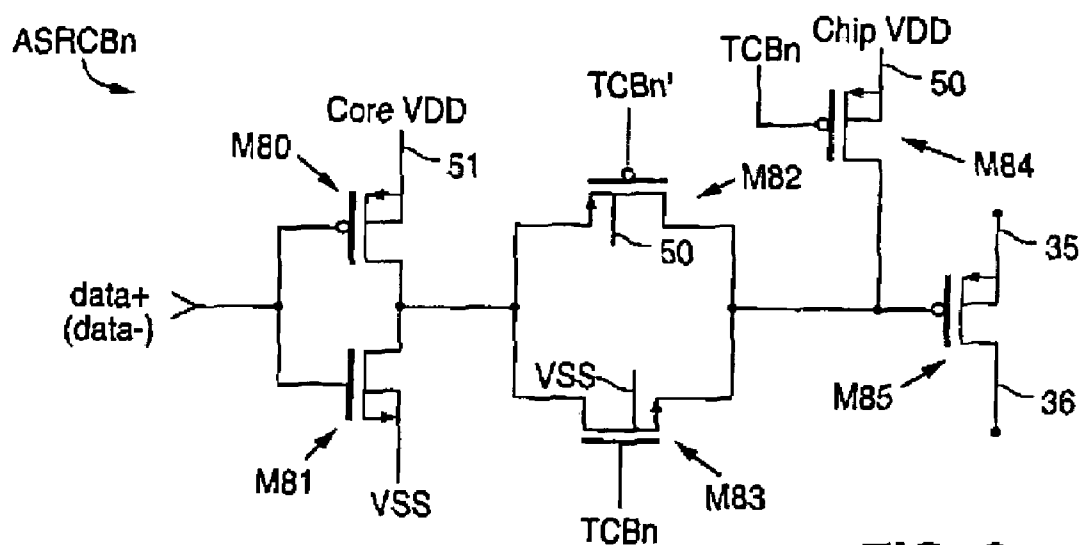 ASRCBn
Chip VDD
TCBn
50
TCBn'
Core VDD
M80
51
M82
M84
50
35
data+
(data-)
VSS
M85
36
M81
VSS
M83
TCBn